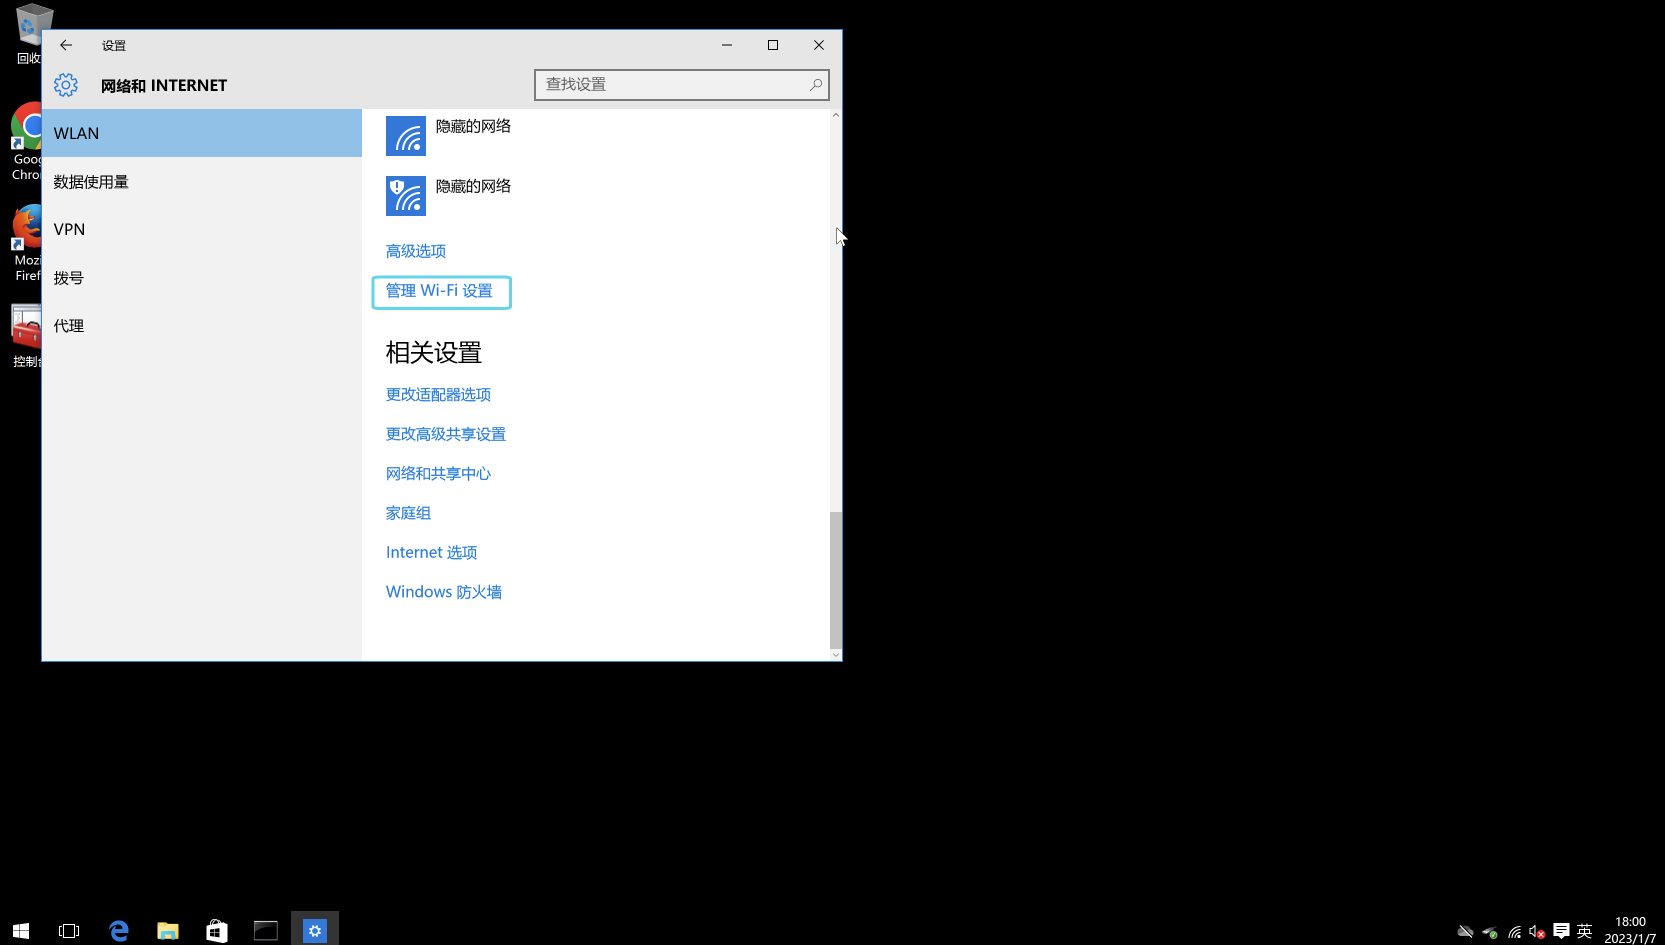 回收
Goog
Chro
Mozi
Firef
控制
设置
网络和 INTERNET
查找设置
WLAN
数据使用量
VPN
拨号
代理
隐藏的网络
隐藏的网络
高级选项
管理 Wi-Fi 设置
相关设置
更改适配器选项
更改高级共享设置
网络和共享中心
家庭组
Internet 选项
Windows 防火墙
英
18:00
2023/1/7